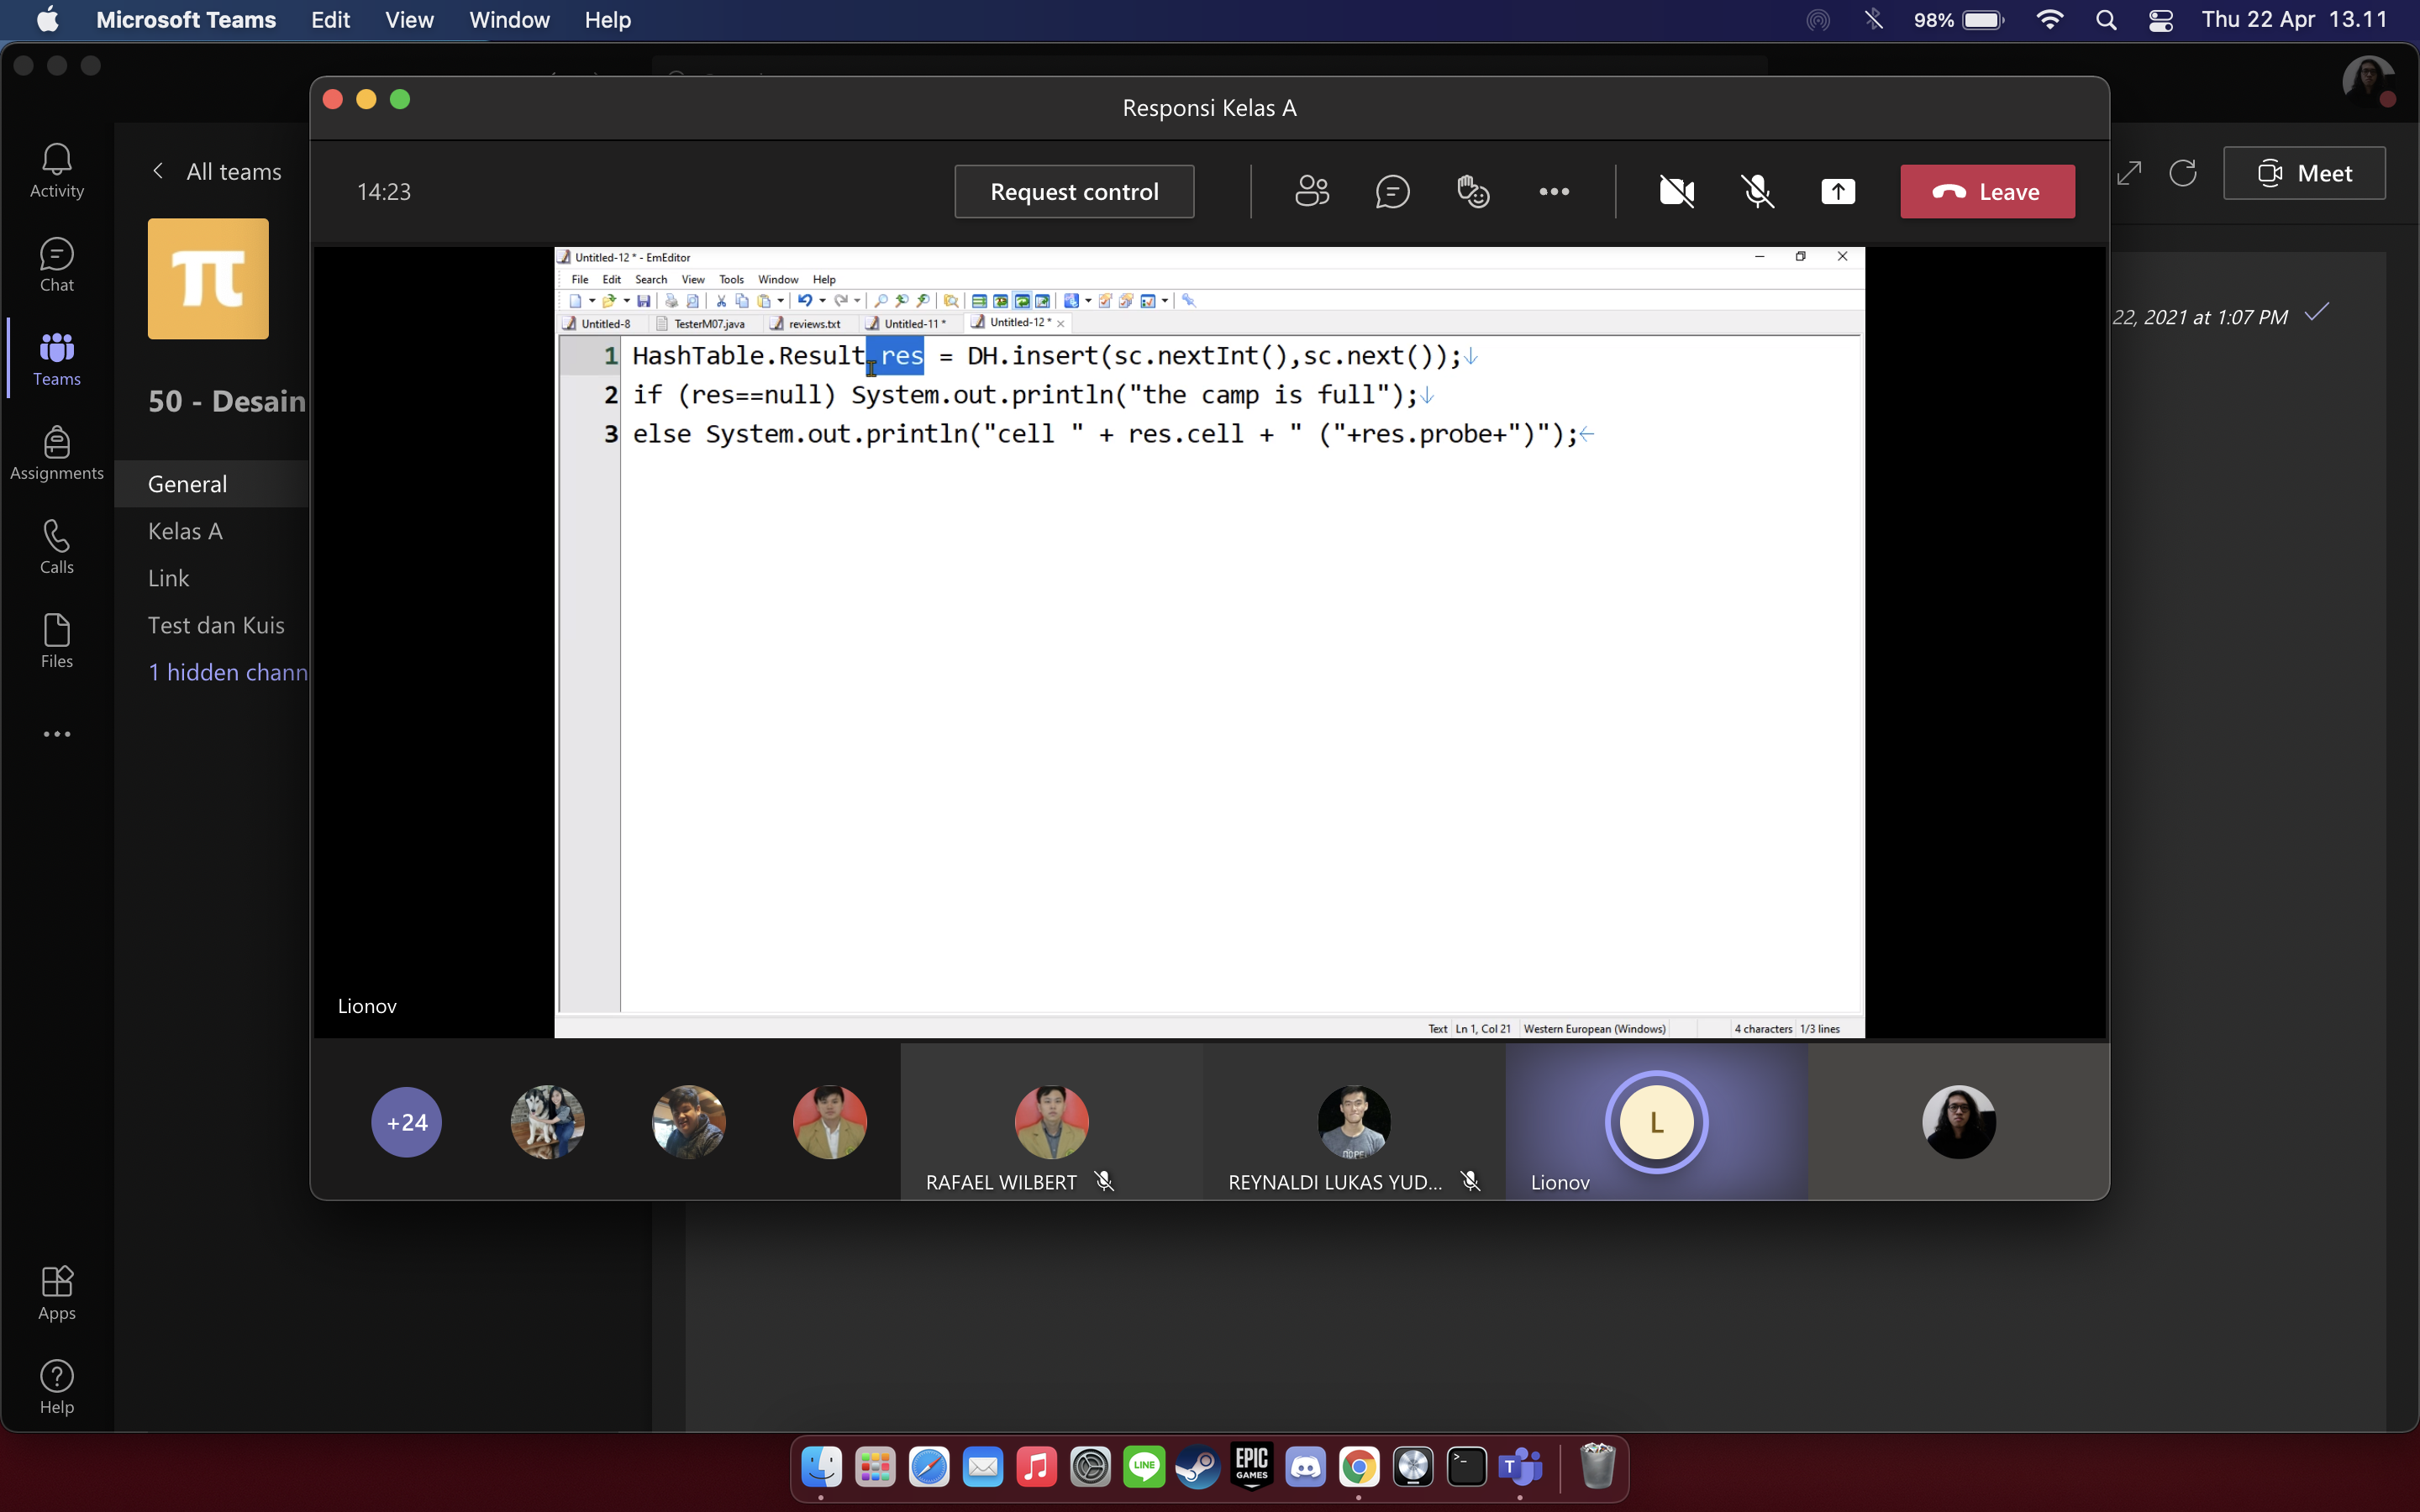 Microsoft Teams Edit View Window Help
98% Thu 22 Apr 13.11
Responsi Kelas A
14:23 Request control Leave
Meet
22, 2021 at 1:07 PM
Activity
Chat
Teams
Assignments
Calls
Files
Apps
Help
All teams
π
50 - Desain
General
Kelas A
Link
Test dan Kuis
1 hidden chann
Untitled-12 * - EmEditor
File Edit Search View Tools Window Help
Untitled-8 TesterM07.java reviews.txt Untitled-11 * Untitled-12 *
1 HashTable.Result res = DH.insert(sc.nextInt(),sc.next());↓
2 if (res==null) System.out.println("the camp is full");↓
3 else System.out.println("cell " + res.cell + " ("+res.probe+")");←
Text Ln 1, Col 21 Western European (Windows) 4 characters 1/3 lines
Lionov
+24
RAFAEL WILBERT
REYNALDI LUKAS YUD...
L
Lionov
NOPE
LINE
EPIC GAMES
>_
T